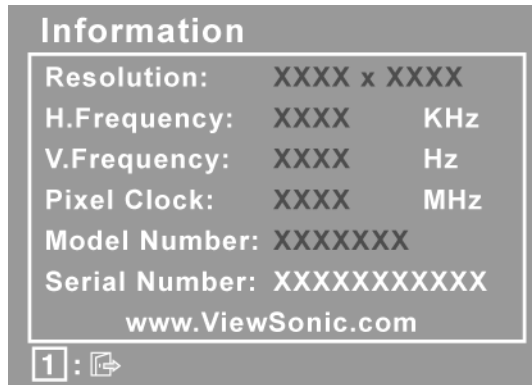 Information
Resolution: XXXX x XXXX
H.Frequency: XXXX KHz
V.Frequency: XXXX Hz
Pixel Clock: XXXX MHz
Model Number: XXXXXXX
Serial Number: XXXXXXXXXXX
www.ViewSonic.com
1 :